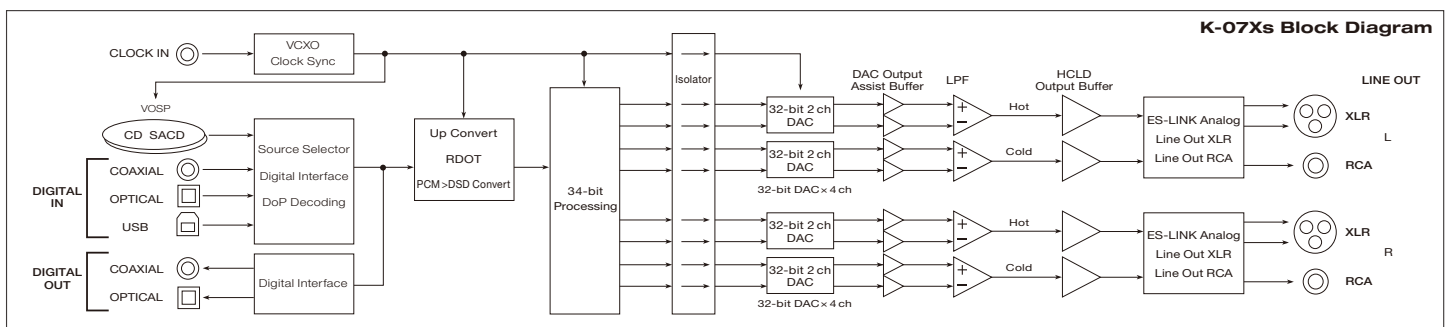 K-07Xs Block Diagram
CLOCK IN
VCXO
Clock Sync
VOSP
CD SACD
DIGITAL
IN
COAXIAL
OPTICAL
USB
Source Selector
Digital Interface
DoP Decoding
DIGITAL
OUT
COAXIAL
OPTICAL
Digital Interface
Up Convert
RDOT
PCM>DSD Convert
34-bit
Processing
Isolator
DAC Output
Assist Buffer
LPF
HCLD
Output Buffer
LINE OUT
32-bit 2 ch
DAC
+
−
Hot
32-bit 2 ch
DAC
+
−
Cold
32-bit DAC×4 ch
ES-LINK Analog
Line Out XLR
Line Out RCA
XLR
L
RCA
32-bit 2 ch
DAC
+
−
Hot
32-bit 2 ch
DAC
+
−
Cold
32-bit DAC×4 ch
ES-LINK Analog
Line Out XLR
Line Out RCA
XLR
R
RCA